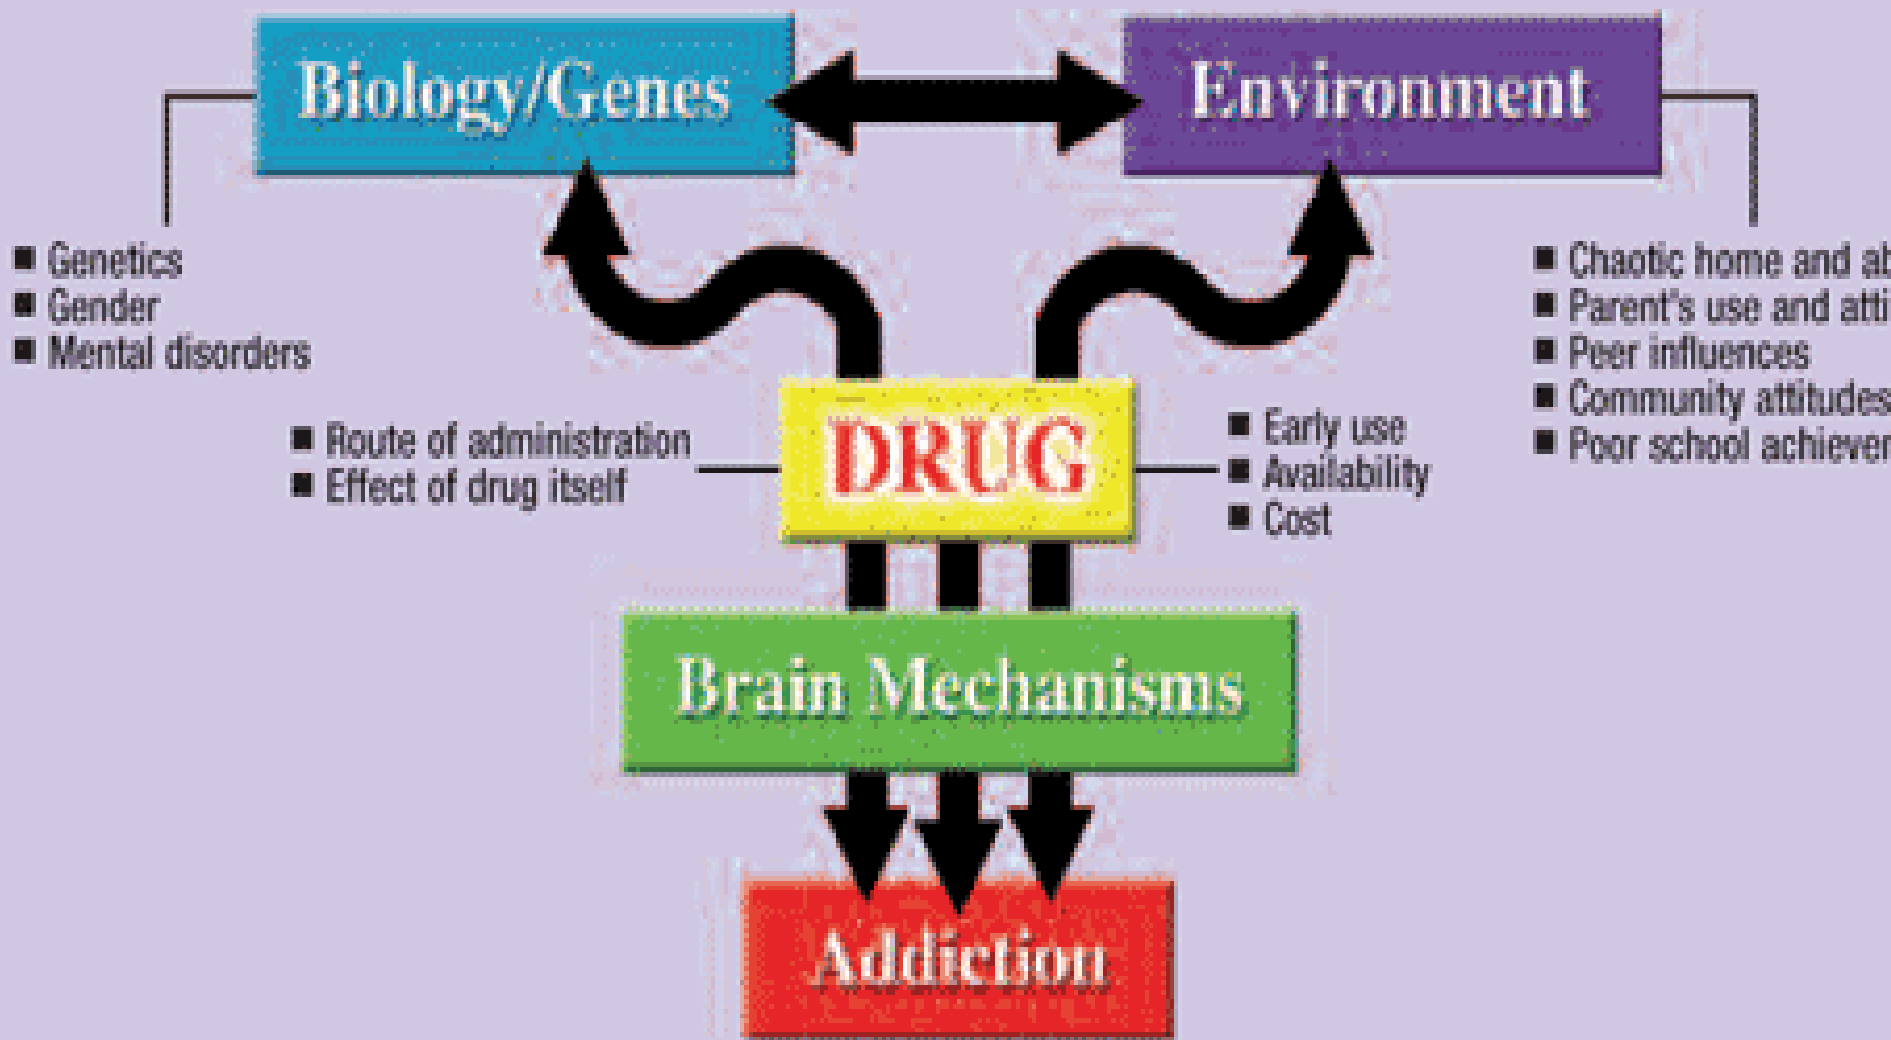 Biology/Genes
Environment
■ Genetics
■ Gender
■ Mental disorders
■ Chaotic home and
■ Parent's use and
■ Peer influences
■ Community attitudes
■ Poor school
■ Route of administration
■ Effect of drug itself
DRUG
■ Early use
■ Availability
■ Cost
Brain Mechanisms
Addiction